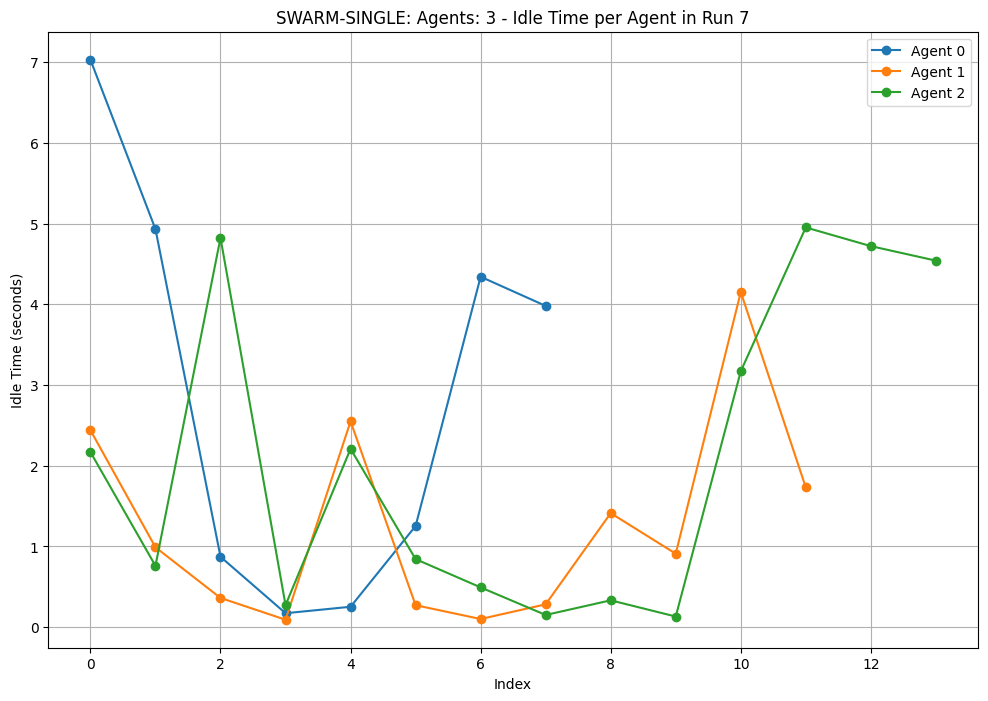 SWARM-SINGLE: Agents: 3 - Idle Time per Agent in Run 7
Agent 0
Agent 1
Agent 2
Idle Time (seconds)
7
6
5
4
3
2
1
0
0 2 4 6 8 10 12
Index